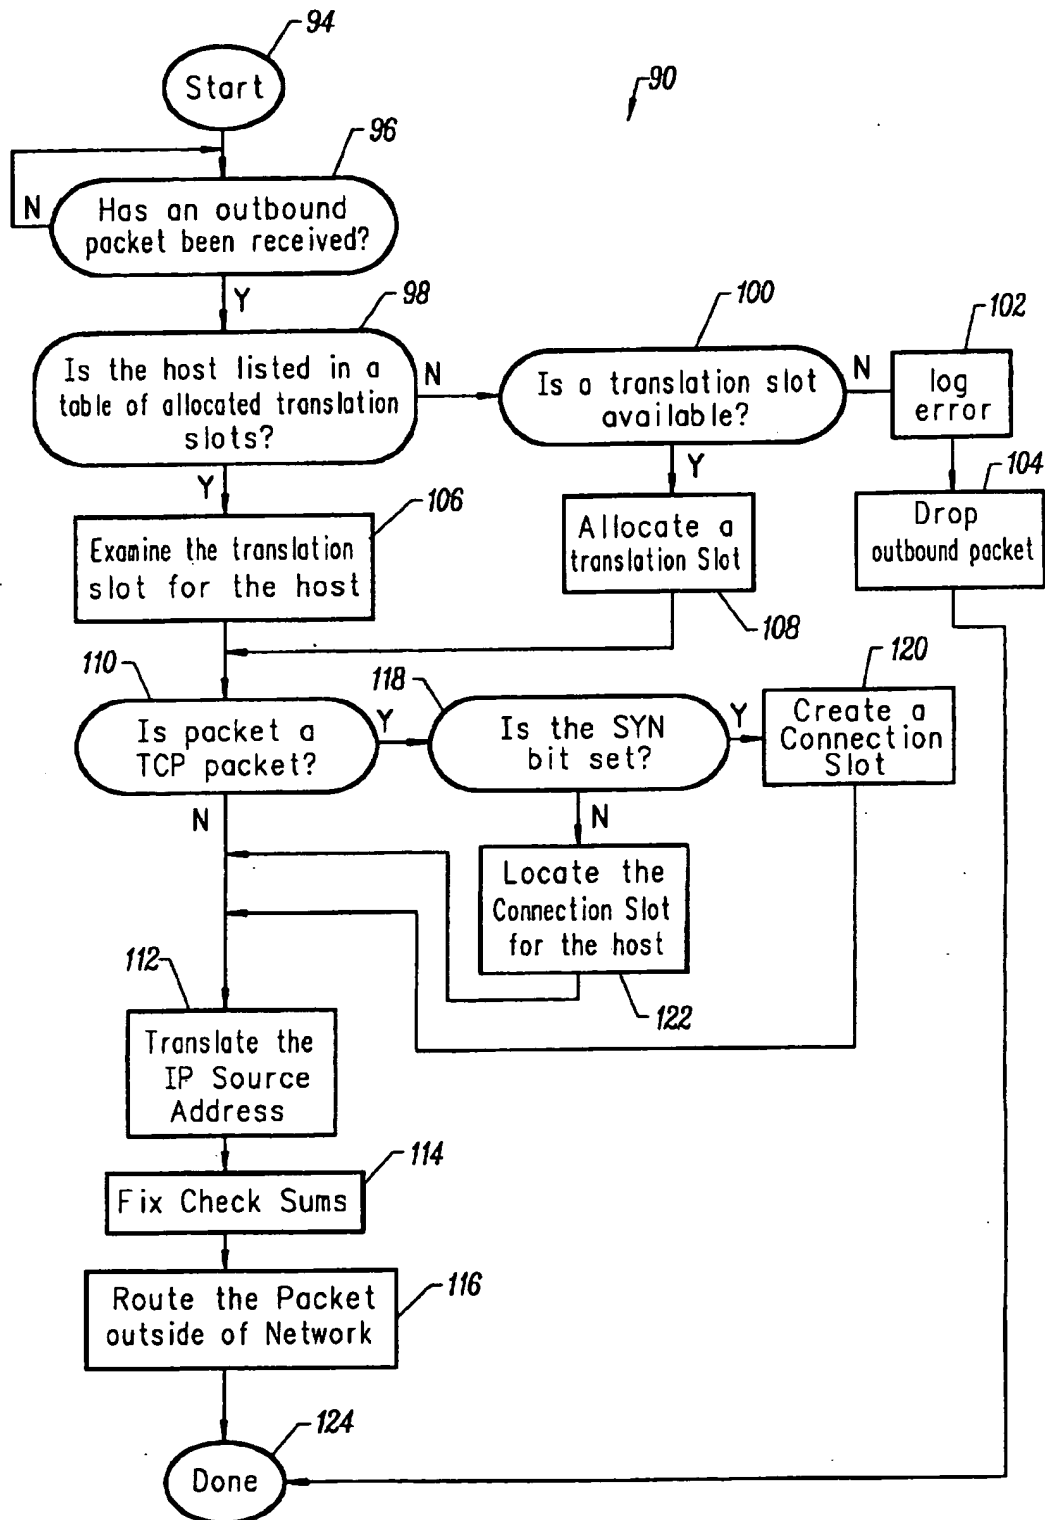 94
Start
90
96
N
Has an outbound
packet been received?
Y
98
Is the host listed in a
table of allocated translation
slots?
N
100
Is a translation slot
available?
N
102
log
error
Y
106
Examine the translation
slot for the host
Y
Allocate a
translation Slot
108
104
Drop
outbound packet
110
Is packet a
TCP packet?
Y
118
Is the SYN
bit set?
Y
120
Create a
Connection
Slot
N
N
Locate the
Connection Slot
for the host
122
112
Translate the
IP Source
Address
114
Fix Check Sums
116
Route the Packet
outside of Network
124
Done